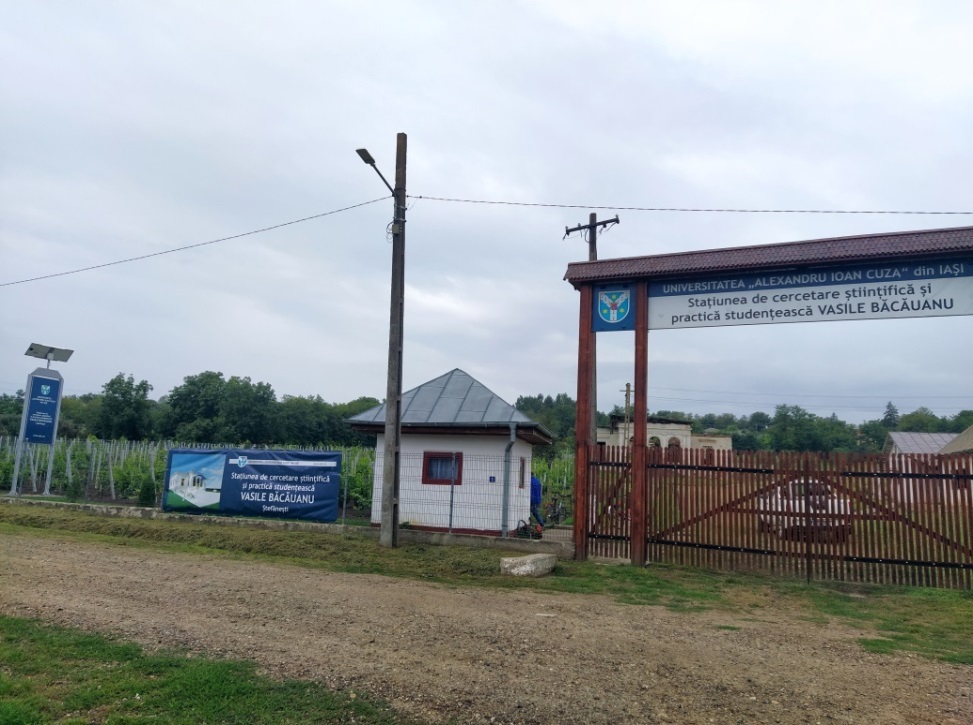 UNIVERSITATEA „ALEXANDRU IOAN CUZA” din IAȘI
Stațiunea de cercetare științifică și
practică studențească VASILE BĂCĂUANU
Stațiunea de cercetare științifică
și practică studențească
VASILE BĂCĂUANU
Ștefănești